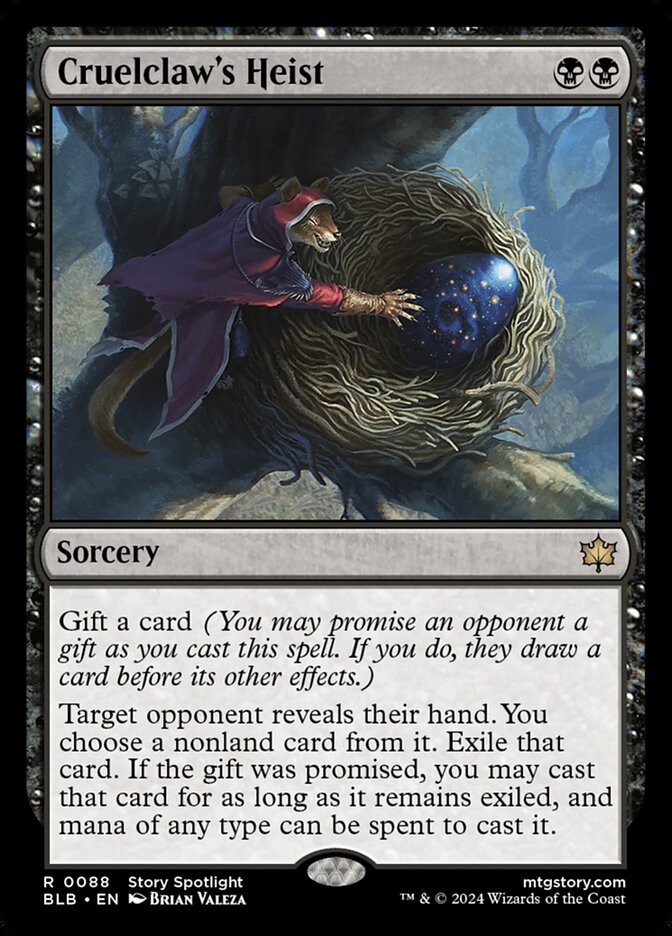 Cruelclaw's Heist
Sorcery
Gift a card (You may promise an opponent a
gift as you cast this spell. If you do, they draw a
card before its other effects.)
Target opponent reveals their hand. You
choose a nonland card from it. Exile that
card. If the gift was promised, you may cast
that card for as long as it remains exiled, and
mana of any type can be spent to cast it.
R 0088 Story Spotlight
mtgstory.com
BLB • EN Brian Valeza
™ & © 2024 Wizards of the Coast